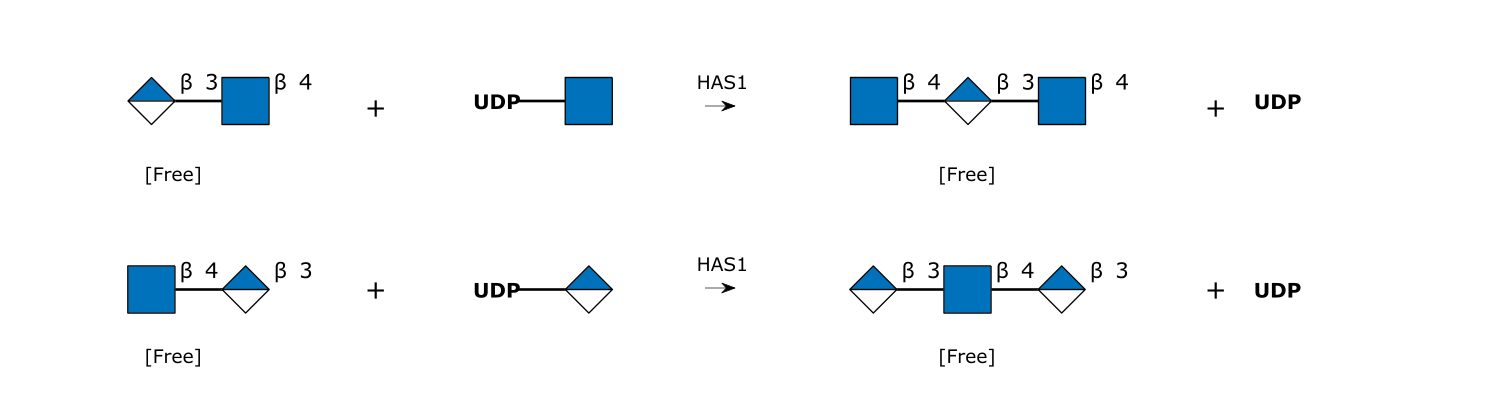 β 3 β 4 + UDP HAS1 β 4 β 3 β 4 + UDP
[Free] [Free]
β 4 β 3 + UDP HAS1 β 3 β 4 β 3 + UDP
[Free] [Free]